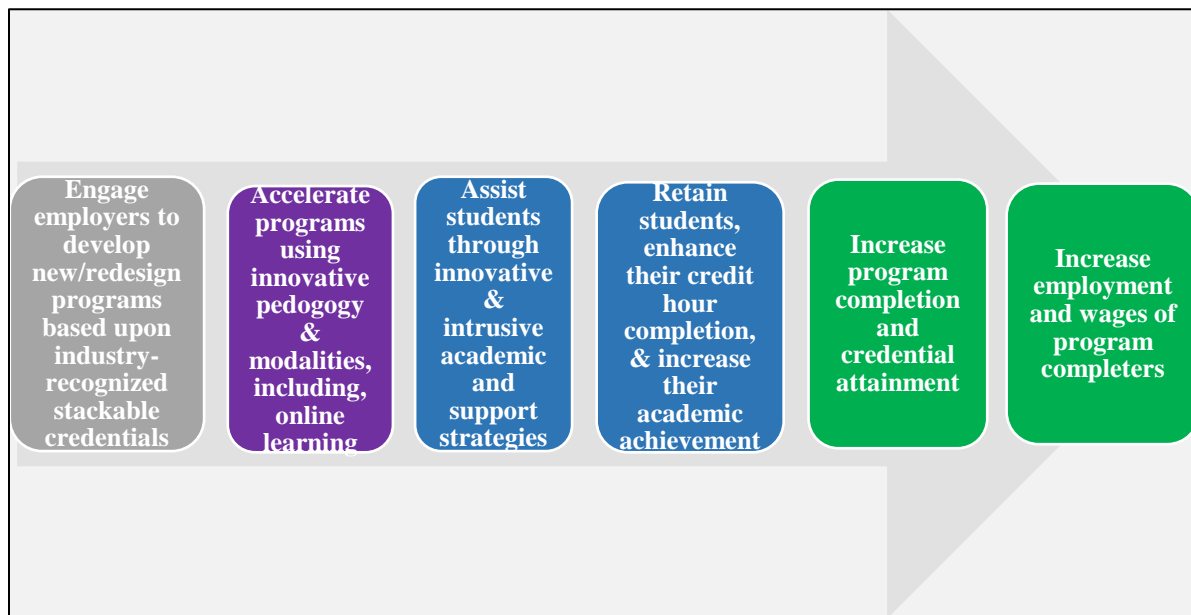 Engage
employers to
develop
new/redesign
programs
based upon
industry-
recognized
stackable
credentials
Accelerate
programs
using
innovative
pedogogy
&
modalities,
including,
online
learning
Assist
students
through
innovative
&
intrusive
academic
and
support
strategies
Retain
students,
enhance
their credit
hour
completion,
& increase
their
academic
achievement
Increase
program
completion
and
credential
attainment
Increase
employment
and wages of
program
completers